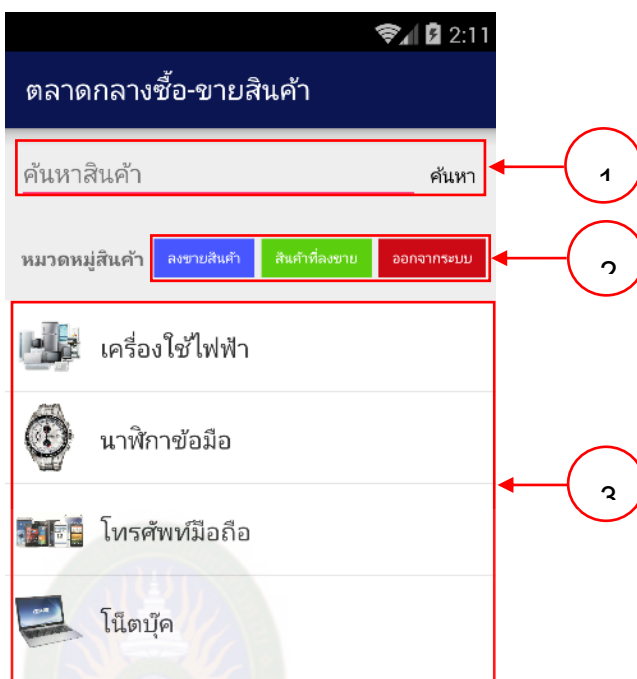 2:11
ตลาดกลางซื้อ-ขายสินค้า
ค้นหาสินค้า ค้นหา
1
หมวดหมู่สินค้า ลงขายสินค้า สินค้าที่ลงขาย ออกจากระบบ
2
เครื่องใช้ไฟฟ้า
นาฬิกาข้อมือ
3
โทรศัพท์มือถือ
โน็ตบุ๊ค